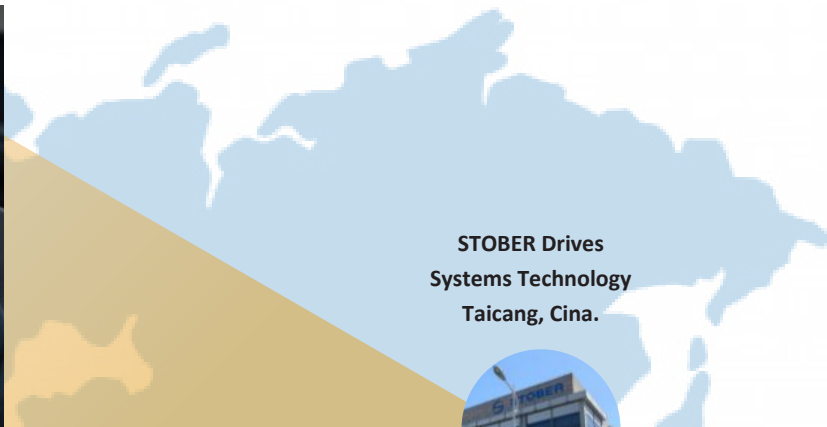 STOBER Drives
Systems Technology
Taicang, Cina.
STOBER